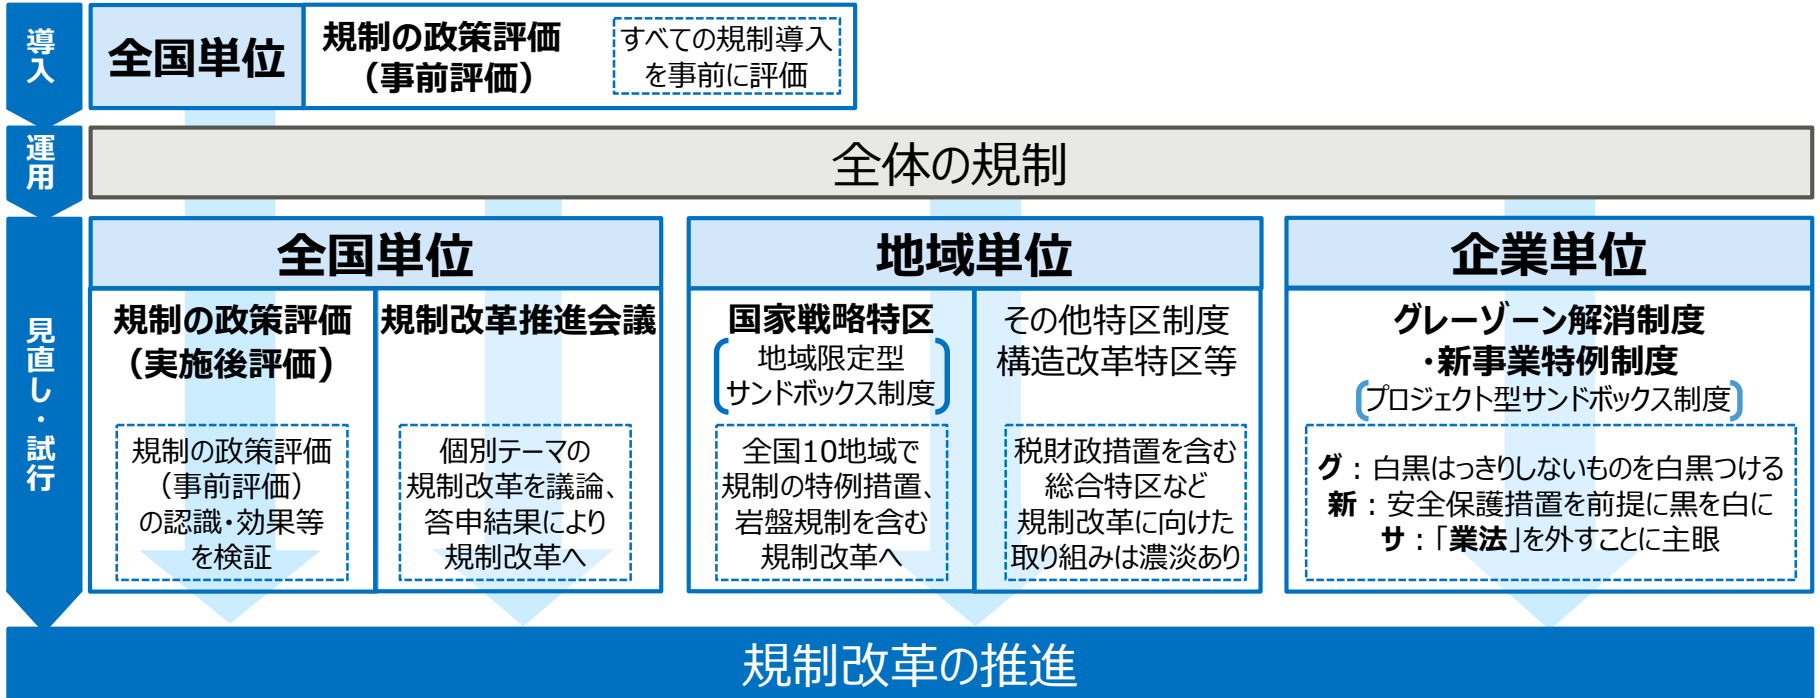 導入
全国単位
規制の政策評価
（事前評価）
すべての規制導入
を事前に評価
運用
全体の規制
見直し・試行
全国単位
規制の政策評価
（実施後評価）
規制の政策評価
（事前評価）
の認識・効果等
を検証
規制改革推進会議
個別テーマの
規制改革を議論、
答申結果により
規制改革へ
地域単位
国家戦略特区
地域限定型
サンドボックス制度
全国10地域で
規制の特例措置、
岩盤規制を含む
規制改革へ
その他特区制度
構造改革特区等
税財政措置を含む
総合特区など
規制改革に向けた
取り組みは濃淡あり
企業単位
グレーゾーン解消制度
・新事業特例制度
プロジェクト型サンドボックス制度
グ：白黒はっきりしないものを白黒つける
新：安全保護措置を前提に黒を白に
サ：「業法」を外すことに主眼
規制改革の推進